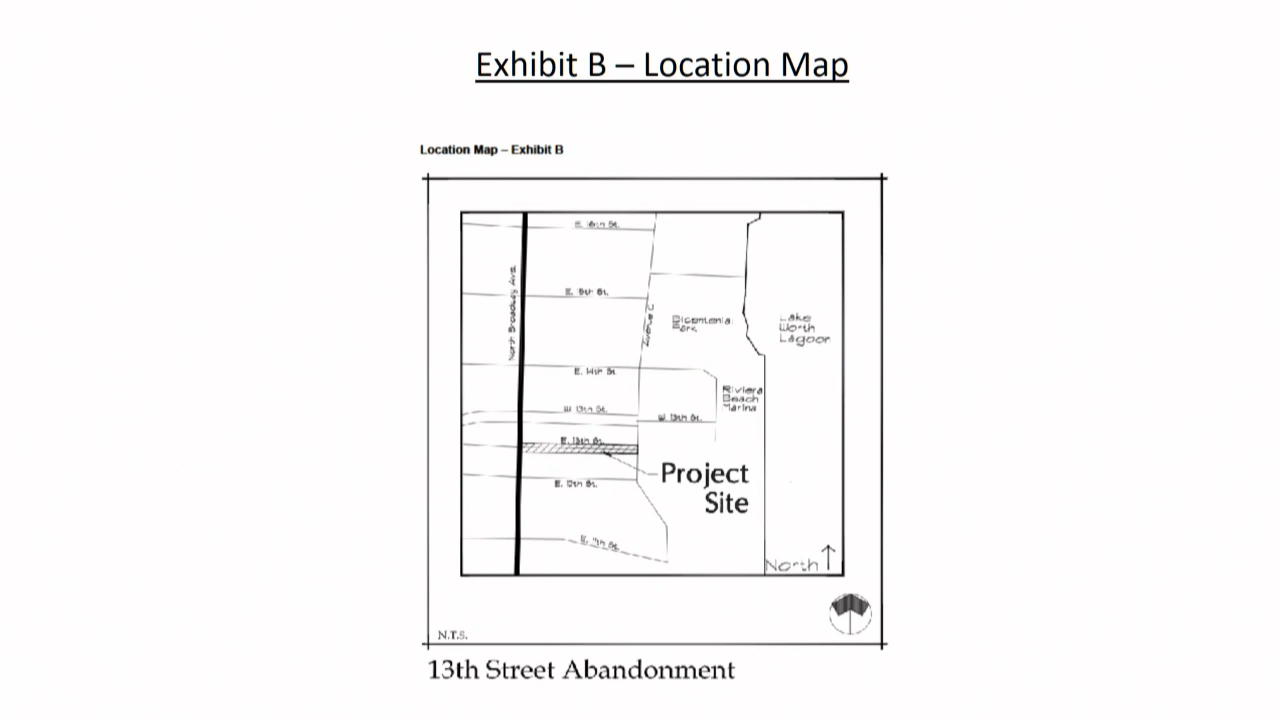 Exhibit B – Location Map
Location Map – Exhibit B
E. 16th St.
North Broadway Ave.
E. 15th St.
Avenue C
Lake
Worth
Lagoon
E. 14th St.
Riviera
Beach
Marina
W. 13th St.
W. 13th St.
E. 13th St.
Project
Site
E. 12th St.
E. 11th St.
North
N.T.S.
13th Street Abandonment